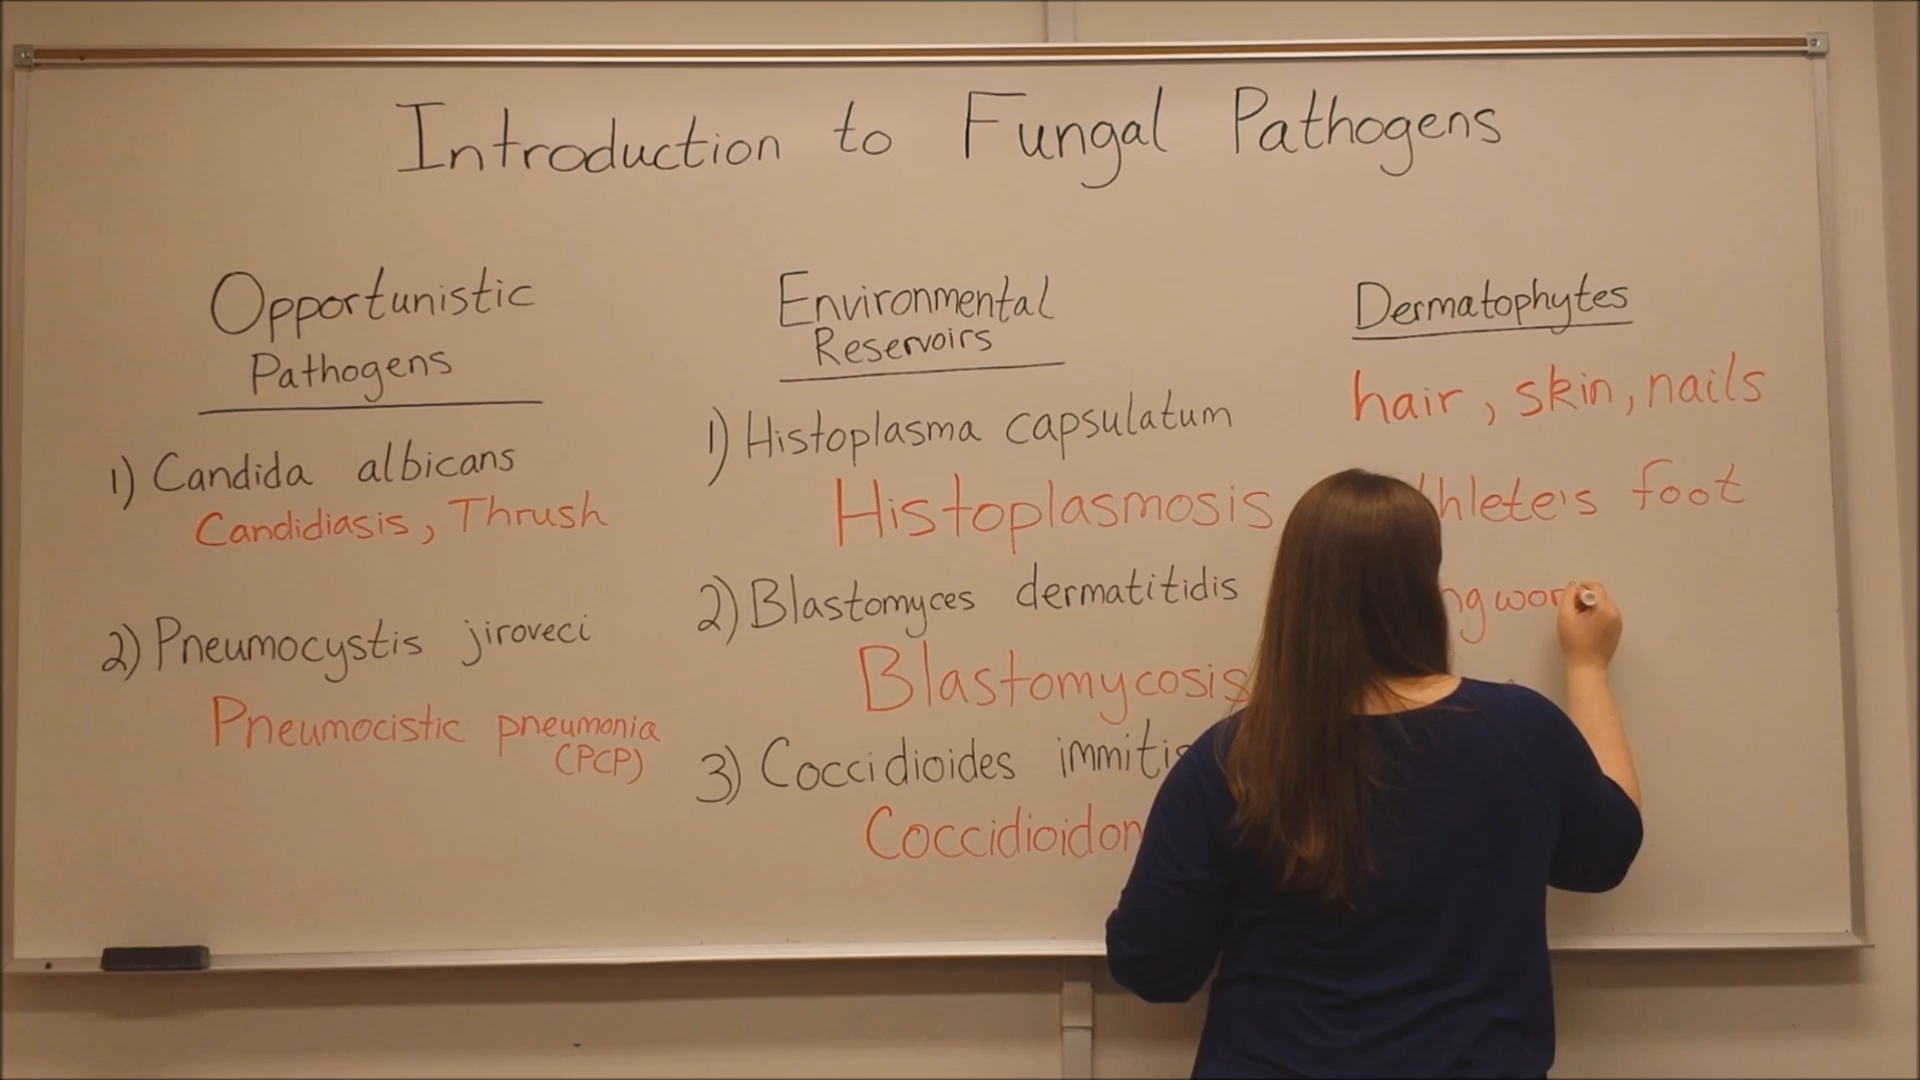 Introduction to Fungal Pathogens
Opportunistic
Pathogens
1) Candida albicans
Candidiasis, Thrush
2) Pneumocystis jiroveci
Pneumocistic pneumonia
(PCP)
Environmental
Reservoirs
1) Histoplasma capsulatum
Histoplasmosis
2) Blastomyces dermatitidis
Blastomycosis
3) Coccidioides immitis
Dermatophytes
hair, skin, nails
foot